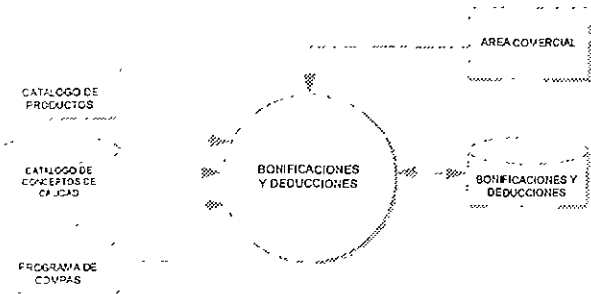 AREA COMERCIAL
CATALOGO DE
PRODUCTOS
CATALOGO DE
CONCEPTOS DE
CALIDAD
BONIFICACIONES
Y DEDUCCIONES
BONIFICACIONES Y
DEDUCCIONES
PROGRAMA DE
COMPAS